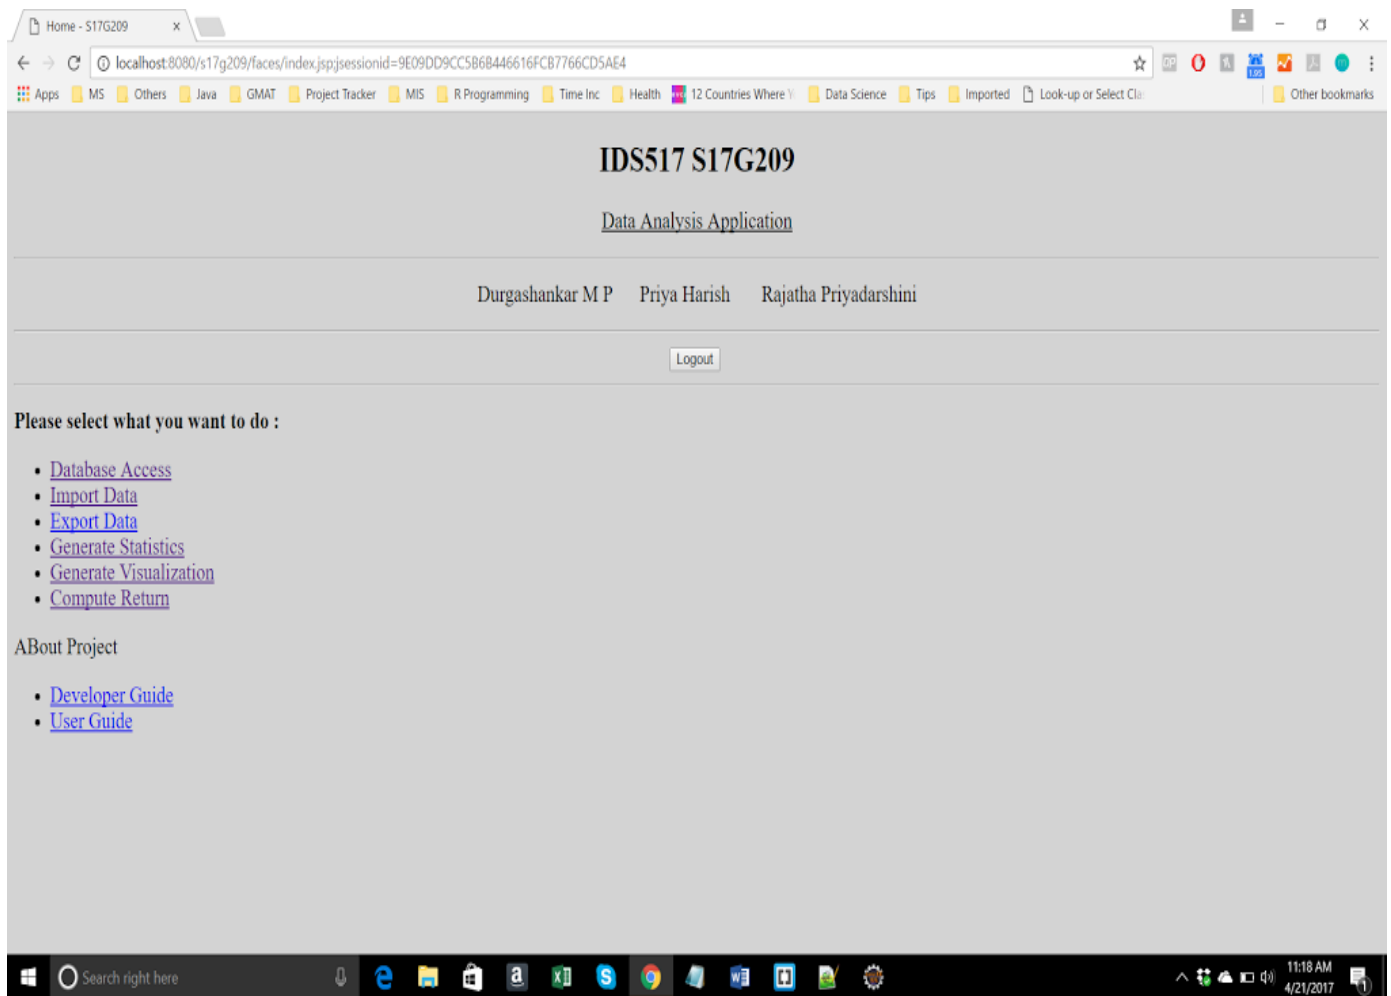 Home - S17G209
localhost:8080/s17g209/faces/index.jsp;jsessionid=9E09DD9CC5B6B446616FCB7766CD5AE4
Apps MS Others Java GMAT Project Tracker MIS R Programming Time Inc Health 12 Countries Where Data Science Tips Imported Look-up or Select Cla Other bookmarks
IDS517 S17G209
Data Analysis Application
Durgashankar M P Priya Harish Rajatha Priyadarshini
Logout
Please select what you want to do :
Database Access
Import Data
Export Data
Generate Statistics
Generate Visualization
Compute Return
ABout Project
Developer Guide
User Guide
Search right here
11:18 AM
4/21/2017